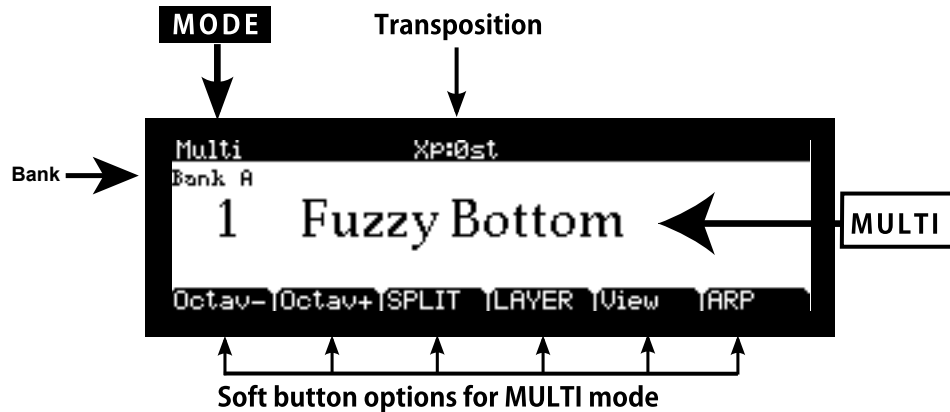 MODE
Transposition
Multi Xp:0st
Bank
Bank A
1 Fuzzy Bottom
MULTI
Octav- Octav+ SPLIT LAYER View ARP
Soft button options for MULTI mode